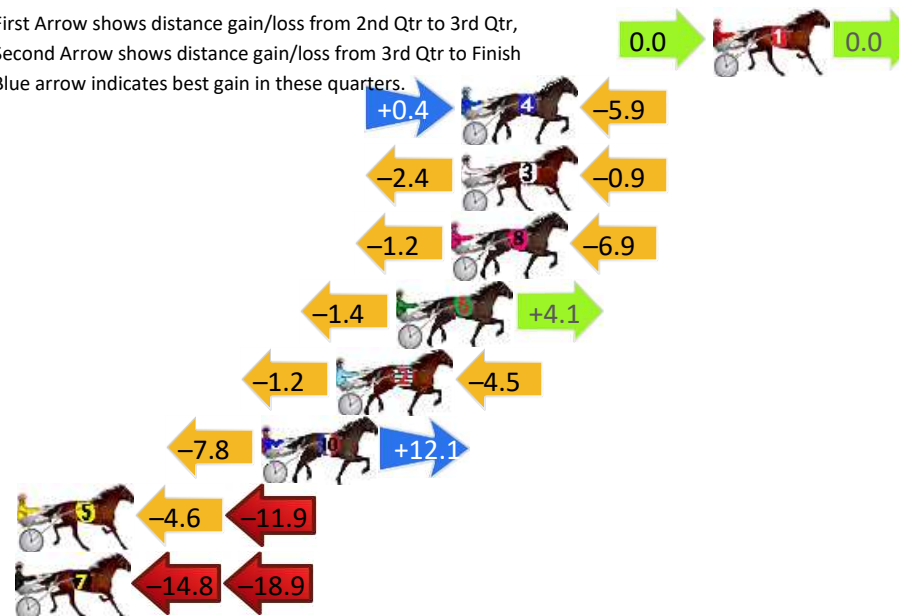 First Arrow shows distance gain/loss from 2nd Qtr to 3rd Qtr,
Second Arrow shows distance gain/loss from 3rd Qtr to Finish
Blue arrow indicates best gain in these quarters.
0.0 1 0.0
+0.4 4 –5.9
–2.4 3 –0.9
–1.2 8 –6.9
–1.4 +4.1
–1.2 2 –4.5
–7.8 10 +12.1
5 –4.6 –11.9
7 –14.8 –18.9